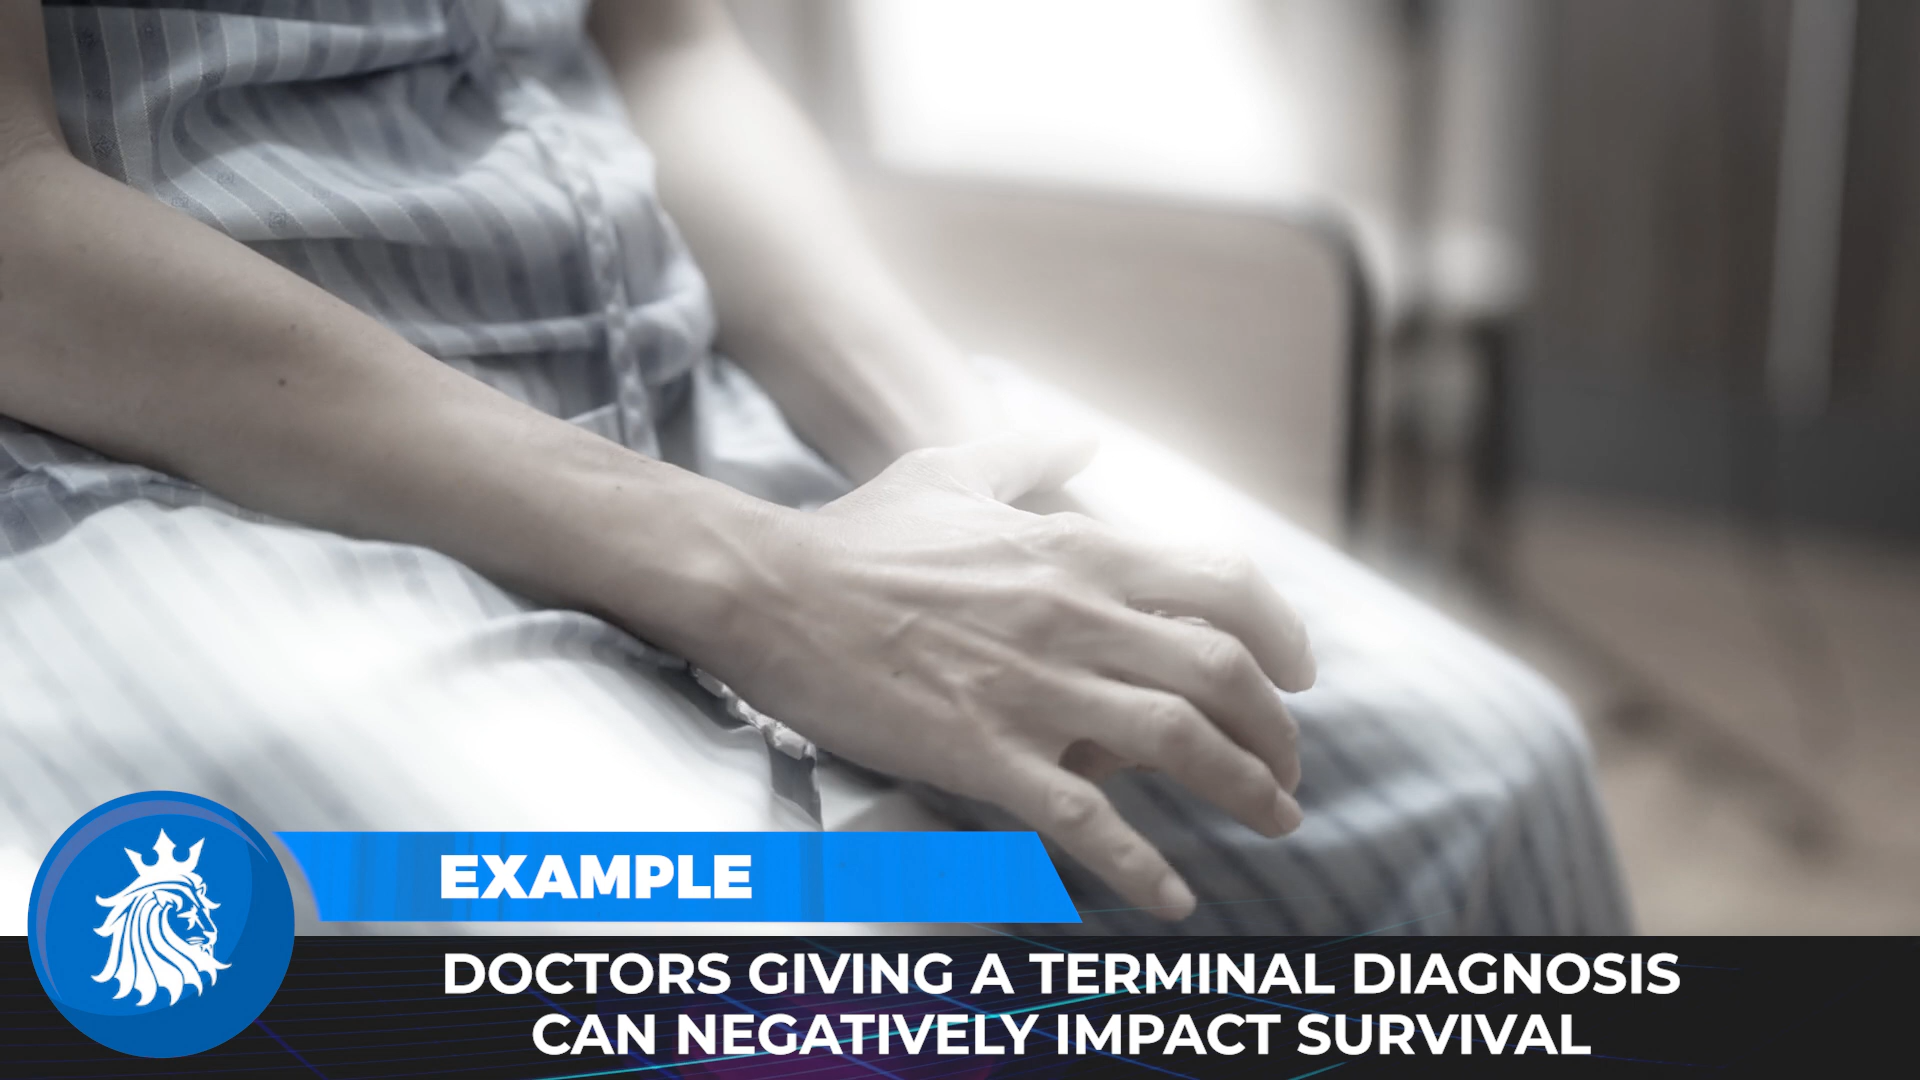 EXAMPLE
DOCTORS GIVING A TERMINAL DIAGNOSIS
CAN NEGATIVELY IMPACT SURVIVAL